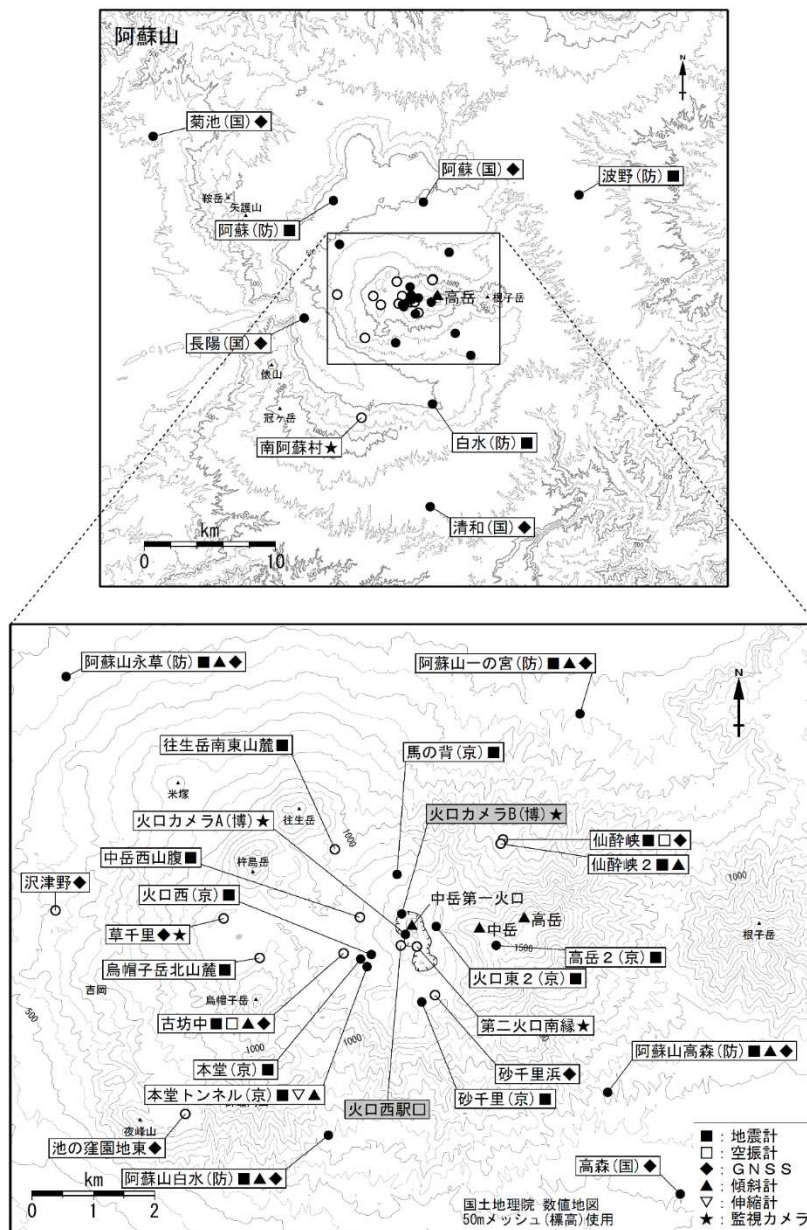 阿蘇山
N
菊池(国)◆
阿蘇(国)◆
波野(防)■
鞍岳
矢護山
阿蘇(防)■
高岳
根子岳
長陽(国)◆
俵山
冠ヶ岳
南阿蘇村★
白水(防)■
清和(国)◆
km
0 10
阿蘇山永草(防)■▲◆
阿蘇山一の宮(防)■▲◆
N
往生岳南東山麓■
馬の背(京)■
米塚
火口カメラA(博)★
往生岳
火口カメラB(博)★
1000
仙酔峡■□◆
中岳西山腹■
仙酔峡2■▲
杵島岳
1000
沢津野◆
火口西(京)■
中岳第一火口
高岳
中岳
根子岳
草千里◆★
1500
高岳2(京)■
烏帽子岳北山麓■
火口東2(京)■
吉岡
烏帽子岳
500
古坊中■□▲◆
第二火口南縁★
1000
1000
本堂(京)■
阿蘇山高森(防)■▲◆
砂千里浜◆
本堂トンネル(京)■▽▲
火口西駅□
砂千里(京)■
夜峰山
池の窪園地東◆
阿蘇山白水(防)■▲◆
高森(国)◆
km
0 1 2
国土地理院 数値地図
50mメッシュ(標高)使用
■:地震計
□:空振計
◆:GNSS
▲:傾斜計
▽:伸縮計
★:監視カメラ